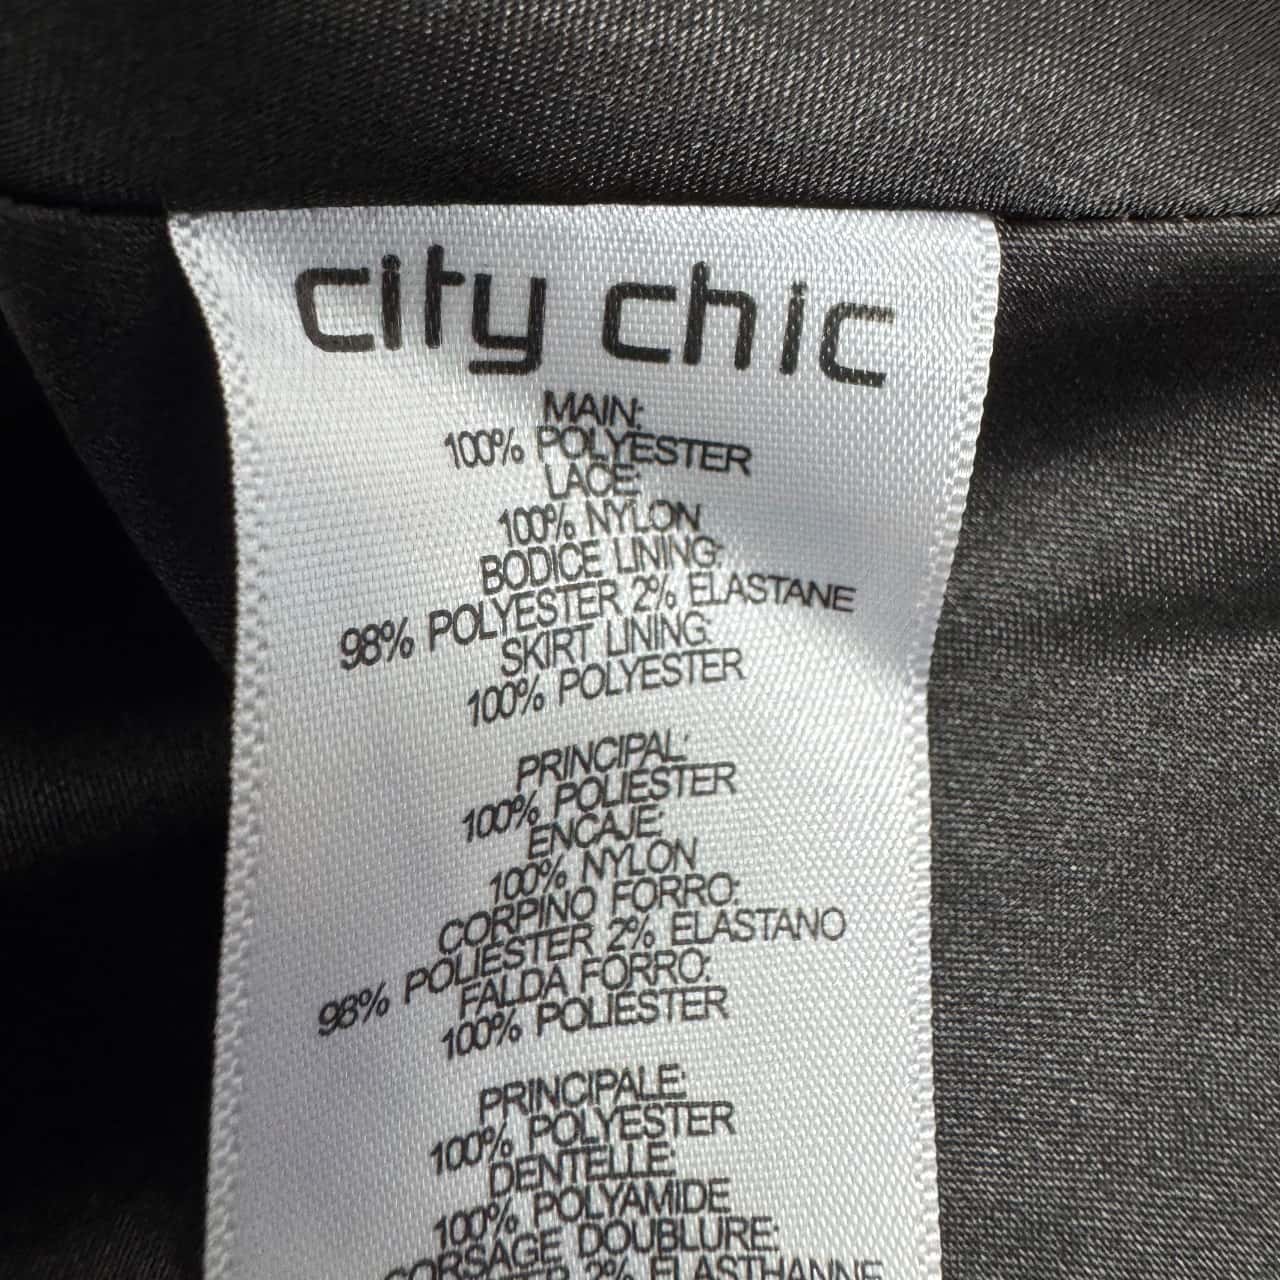 city chic
MAIN:
100% POLYESTER
LACE:
100% NYLON
BODICE LINING:
98% POLYESTER 2% ELASTANE
SKIRT LINING:
100% POLYESTER
PRINCIPAL:
100% POLIESTER
ENCAJE:
100% NYLON
CORPINO FORRO:
98% POLIESTER 2% ELASTANO
FALDA FORRO:
100% POLIESTER
PRINCIPALE:
100% POLYESTER
DENTELLE:
100% POLYAMIDE
CORSAGE DOUBLURE:
2% ELASTHANNE